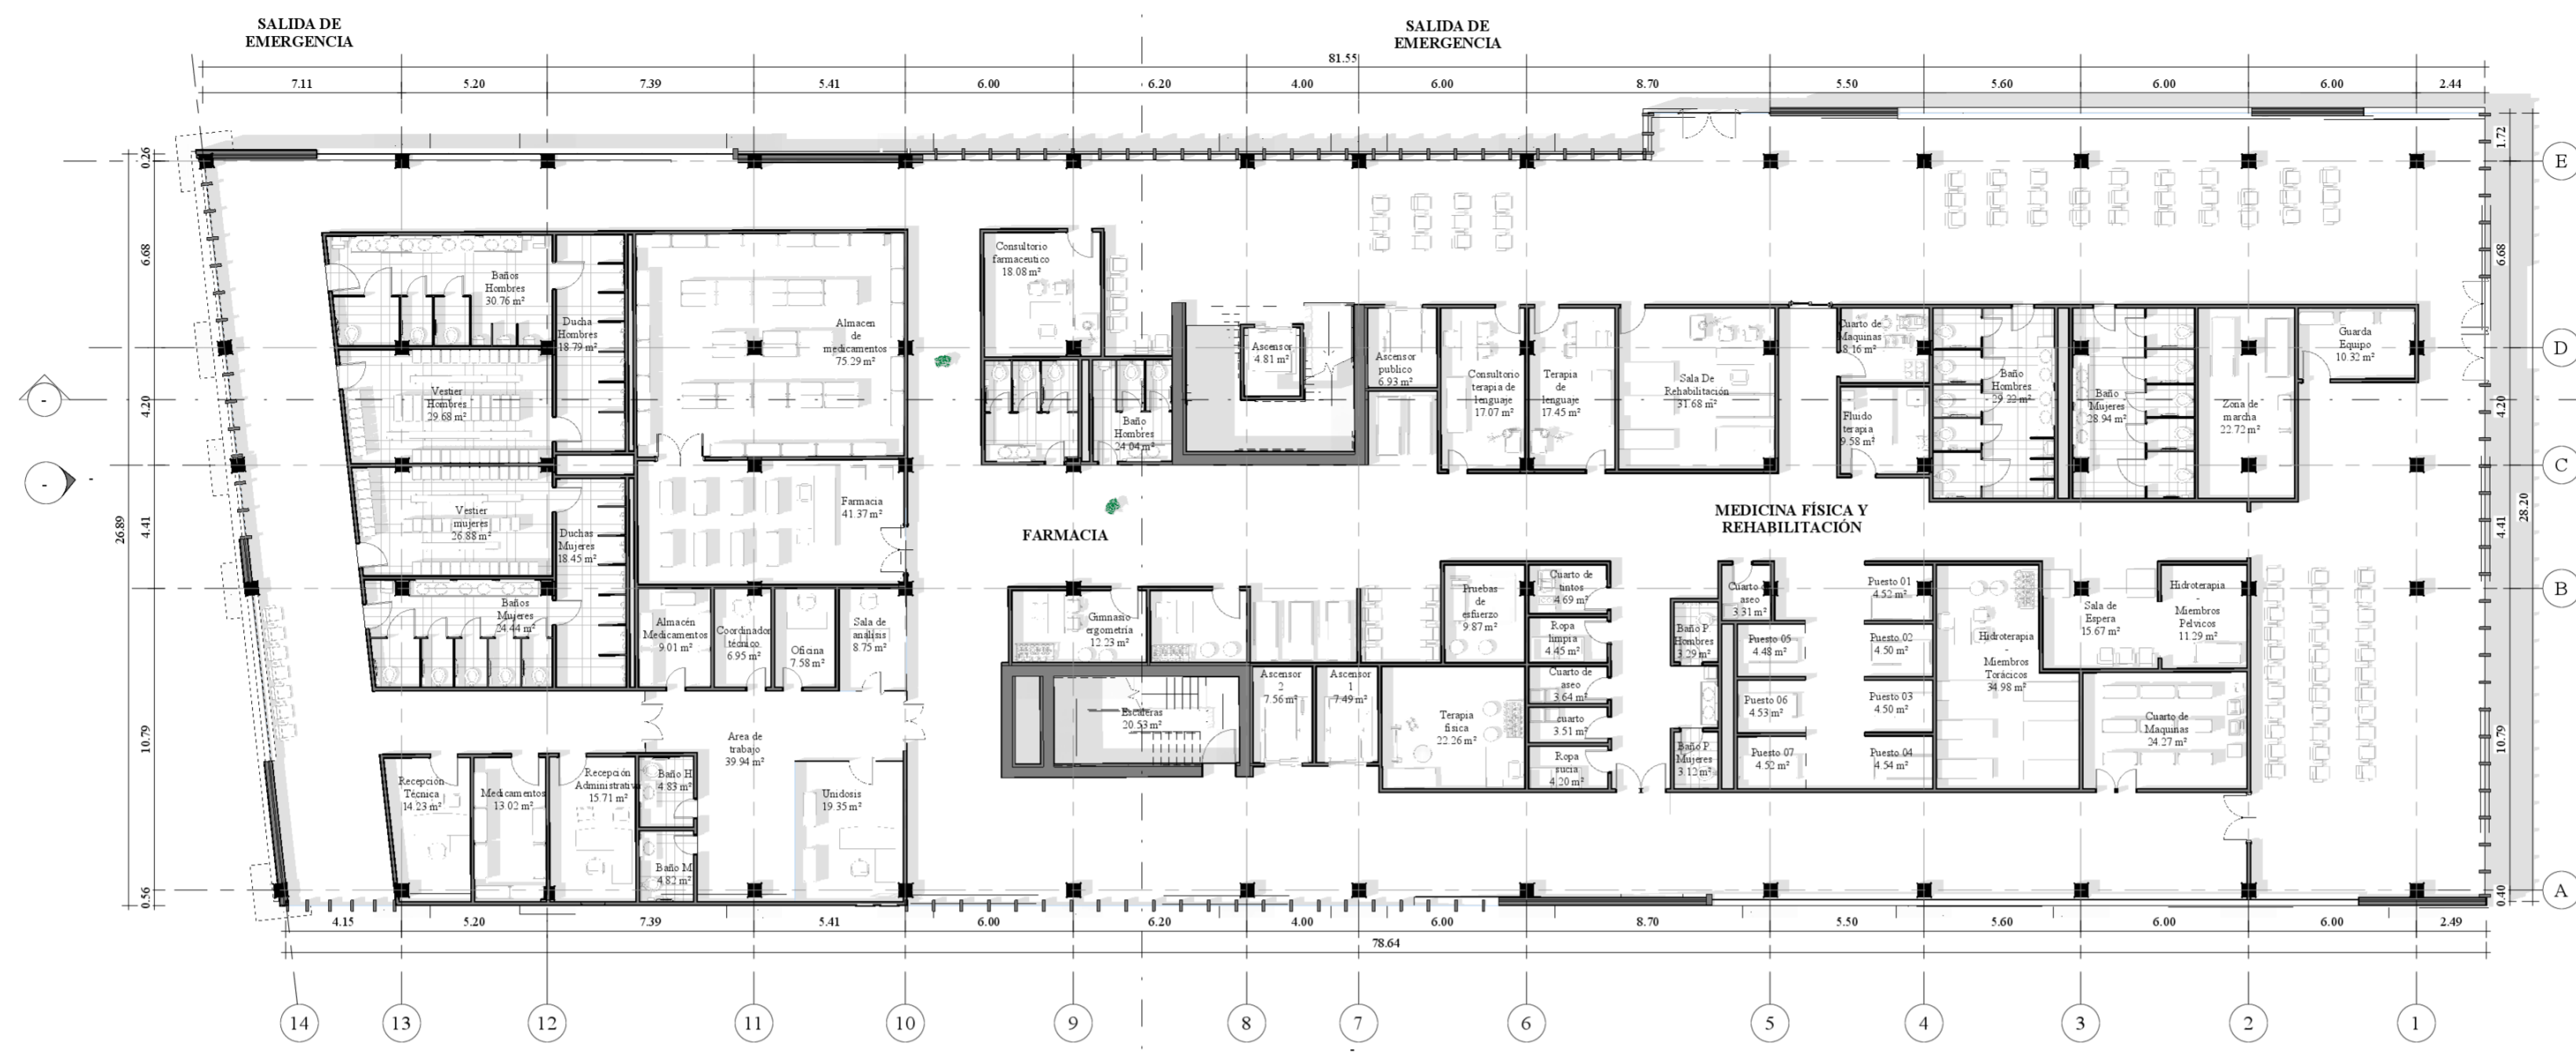 SALIDA DE
EMERGENCIA
SALIDA DE
EMERGENCIA
81.55
7.11
5.20
7.39
5.41
6.00
6.20
4.00
6.00
8.70
5.50
5.60
6.00
6.00
2.44
0.26
6.68
4.20
4.41
26.89
10.79
0.56
1.72
6.68
4.20
4.41
28.20
10.79
0.40
E
D
C
B
A
-
-
Baños
Hombres
30.76 m²
Ducha
Hombres
18.79 m²
Almacen
de
medicamentos
75.29 m²
Vestier
Hombres
29.68 m²
Vestier
mujeres
26.88 m²
Duchas
Mujeres
18.45 m²
Farmacia
41.37 m²
Baños
Mujeres
24.44 m²
Almacén
Medicamentos
9.01 m²
Coordinador
técnico
6.95 m²
Oficina
7.58 m²
Sala de
analisis
8.75 m²
Recepción
Técnica
14.23 m²
Medicamentos
13.02 m²
Recepción
Administrativa
15.71 m²
Baño H
4.83 m²
Baño M
4.82 m²
Area de
trabajo
39.94 m²
Unidosis
19.35 m²
Consultorio
farmaceutico
18.08 m²
Baño
Hombres
24.04 m²
Ascensor
4.81 m²
Ascensor
publico
6.93 m²
Consultorio
terapia de
lenguaje
17.07 m²
Terapia
de
lenguaje
17.45 m²
Sala De
Rehabilitación
31.68 m²
Cuarto de
Maquinas
8.16 m²
Fluido
terapia
9.58 m²
Baño
Hombres
29.22 m²
Baño
Mujeres
28.94 m²
Zona de
marcha
22.72 m²
Guarda
Equipo
10.32 m²
FARMACIA
MEDICINA FÍSICA Y
REHABILITACIÓN
Gimnasio
ergometría
12.23 m²
Escaleras
20.53 m²
Ascensor
2
7.56 m²
Ascensor
1
7.49 m²
Pruebas
de
esfuerzo
9.87 m²
Terapia
fisica
22.26 m²
Cuarto de
tintos
4.69 m²
Ropa
limpia
4.45 m²
Cuarto de
aseo
3.64 m²
cuarto
3.51 m²
Ropa
sucia
4.20 m²
Cuarto de
aseo
3.31 m²
Baño P.
Hombres
3.29 m²
Baño P.
Mujeres
3.12 m²
Puesto 05
4.48 m²
Puesto 06
4.53 m²
Puesto 07
4.52 m²
Puesto 01
4.52 m²
Puesto 02
4.50 m²
Puesto 03
4.50 m²
Puesto 04
4.54 m²
Hidroterapia
-
Miembros
Torácicos
34.98 m²
Sala de
Espera
15.67 m²
Hidroterapia
-
Miembros
Pelvicos
11.29 m²
Cuarto de
Maquinas
24.27 m²
4.15
5.20
7.39
5.41
6.00
6.20
4.00
6.00
8.70
5.50
5.60
6.00
6.00
2.49
78.64
14
13
12
11
10
9
8
7
6
5
4
3
2
1